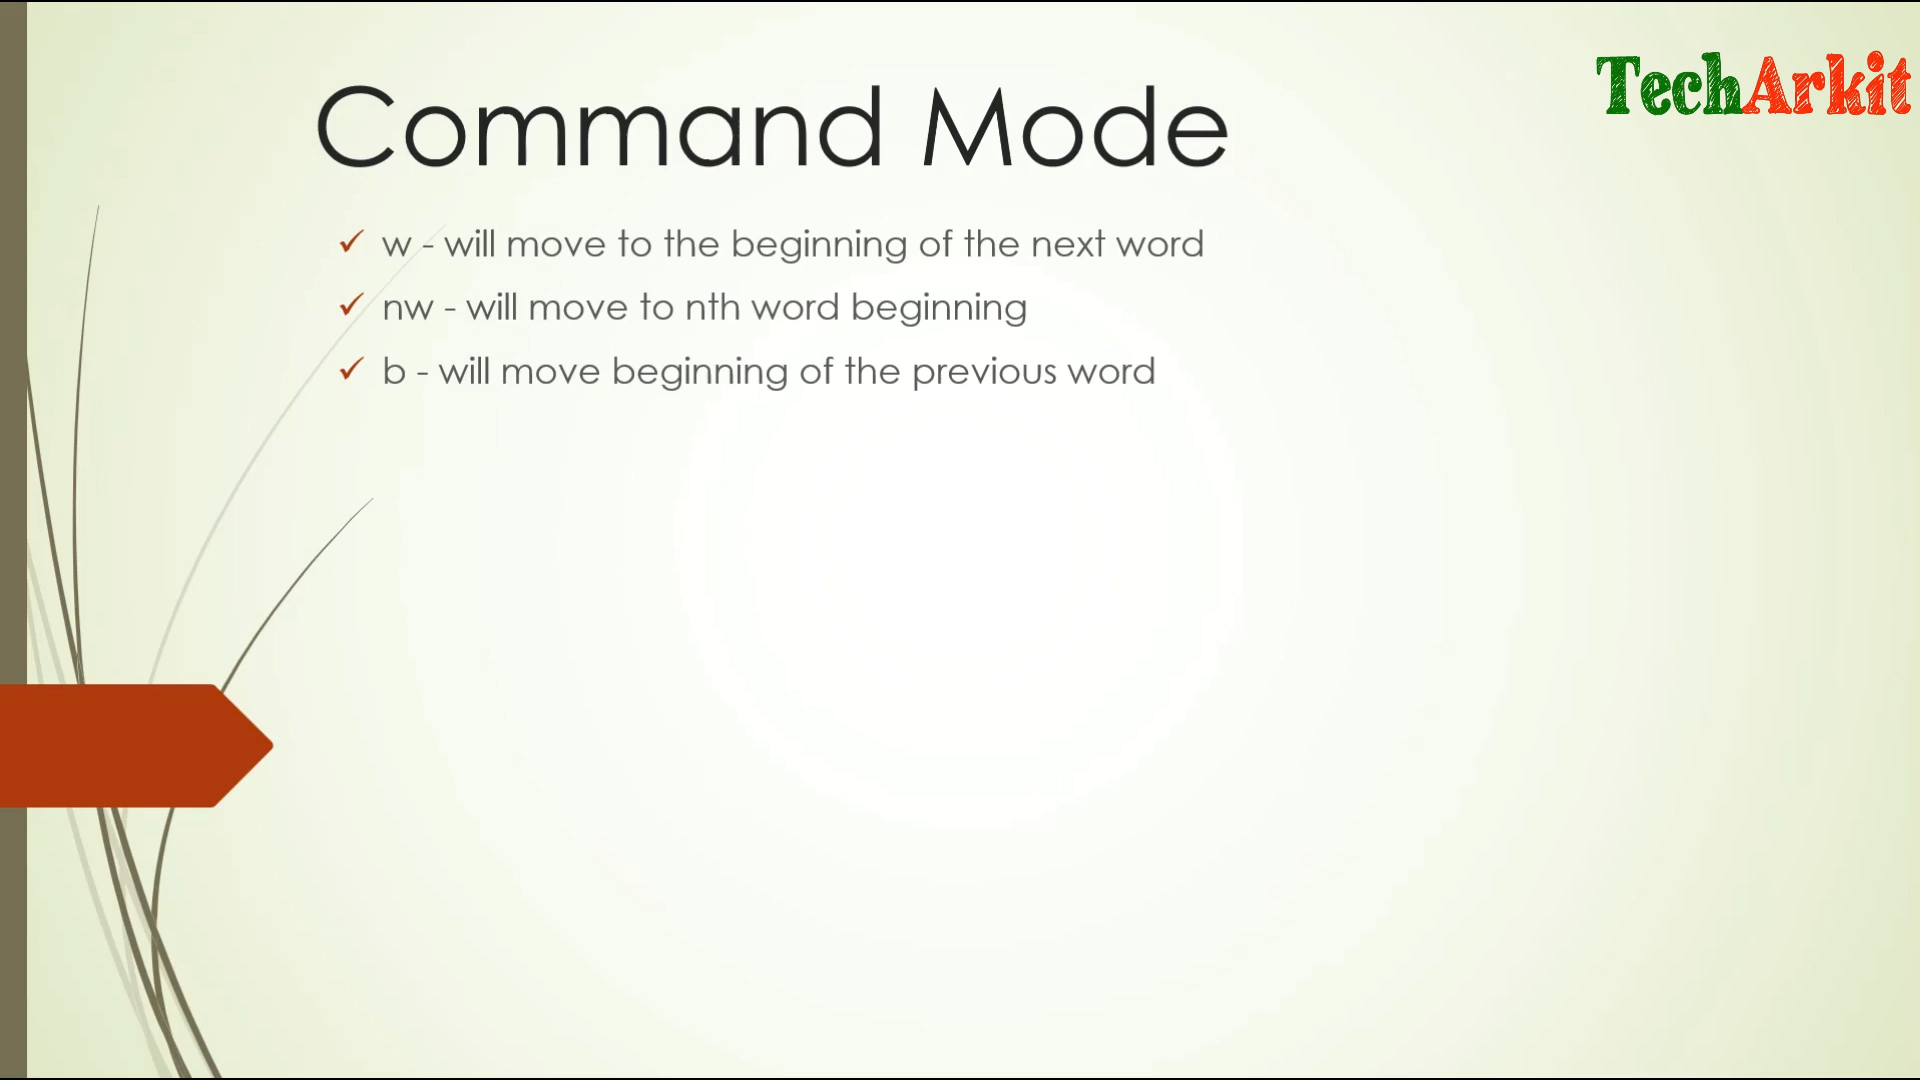 TechArkit
Command Mode
✓ w - will move to the beginning of the next word
✓ nw - will move to nth word beginning
✓ b - will move beginning of the previous word